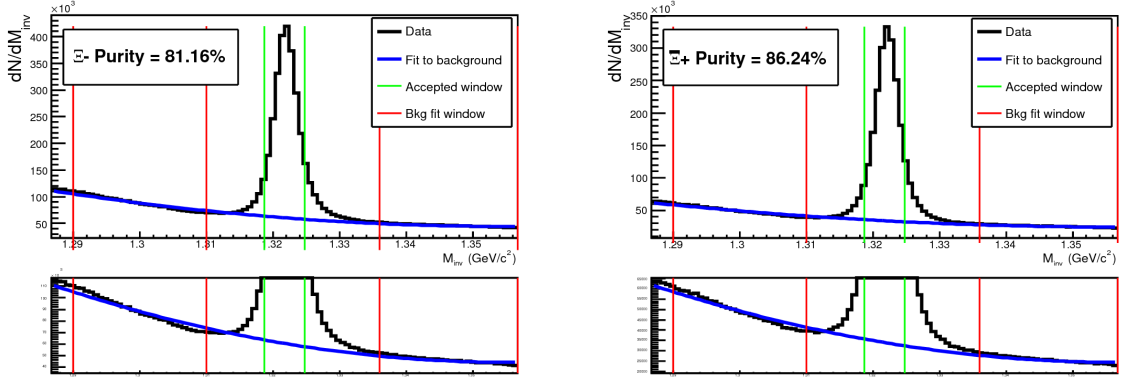 ×10³
dN/dM_inv
Ξ- Purity = 81.16%
Data
Fit to background
Accepted window
Bkg fit window
400
350
300
250
200
150
100
50
1.29 1.3 1.31 1.32 1.33 1.34 1.35
M_inv (GeV/c²)
×10³
dN/dM_inv
Ξ̅+ Purity = 86.24%
Data
Fit to background
Accepted window
Bkg fit window
350
300
250
200
150
100
50
1.29 1.3 1.31 1.32 1.33 1.34 1.35
M_inv (GeV/c²)